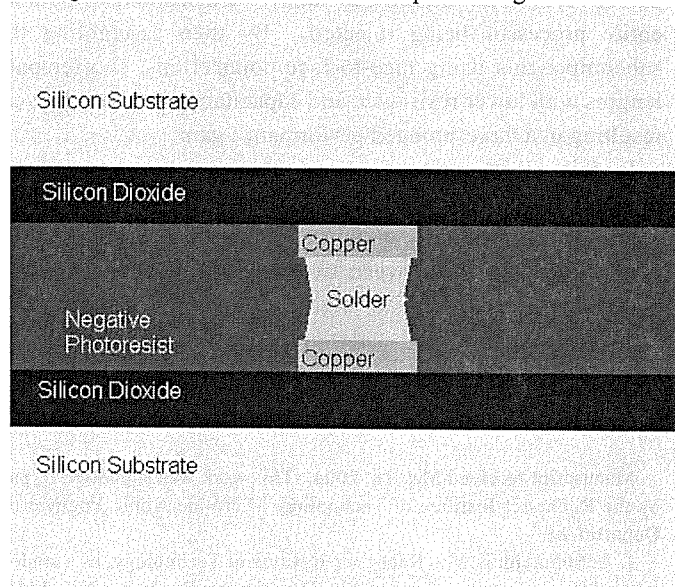 Silicon Substrate
Silicon Dioxide
Copper
Solder
Negative
Photoresist
Copper
Silicon Dioxide
Silicon Substrate